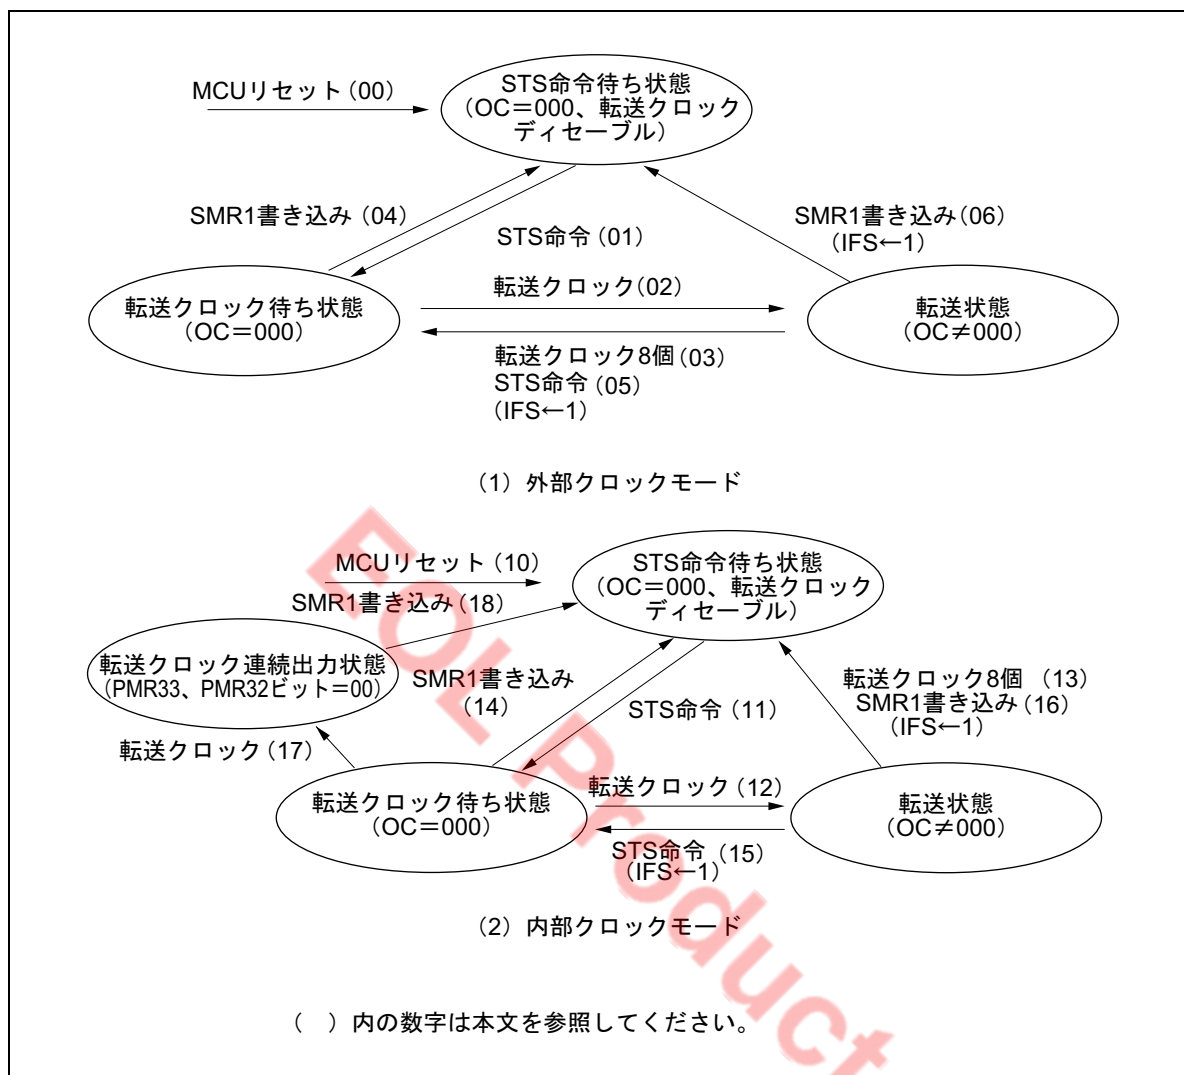 MCUリセット(00)
STS命令待ち状態
(OC=000、転送クロック
ディセーブル)
SMR1書き込み(04)
STS命令(01)
SMR1書き込み(06)
(IFS←1)
転送クロック待ち状態
(OC=000)
転送クロック(02)
転送状態
(OC≠000)
転送クロック8個(03)
STS命令(05)
(IFS←1)
(1)外部クロックモード
MCUリセット(10)
STS命令待ち状態
(OC=000、転送クロック
ディセーブル)
SMR1書き込み(18)
転送クロック連続出力状態
(PMR33、PMR32ビット=00)
SMR1書き込み
(14)
STS命令(11)
転送クロック8個 (13)
SMR1書き込み(16)
(IFS←1)
転送クロック(17)
転送クロック待ち状態
(OC=000)
転送クロック(12)
転送状態
(OC≠000)
STS命令(15)
(IFS←1)
(2)内部クロックモード
( )内の数字は本文を参照してください。
EOL Product